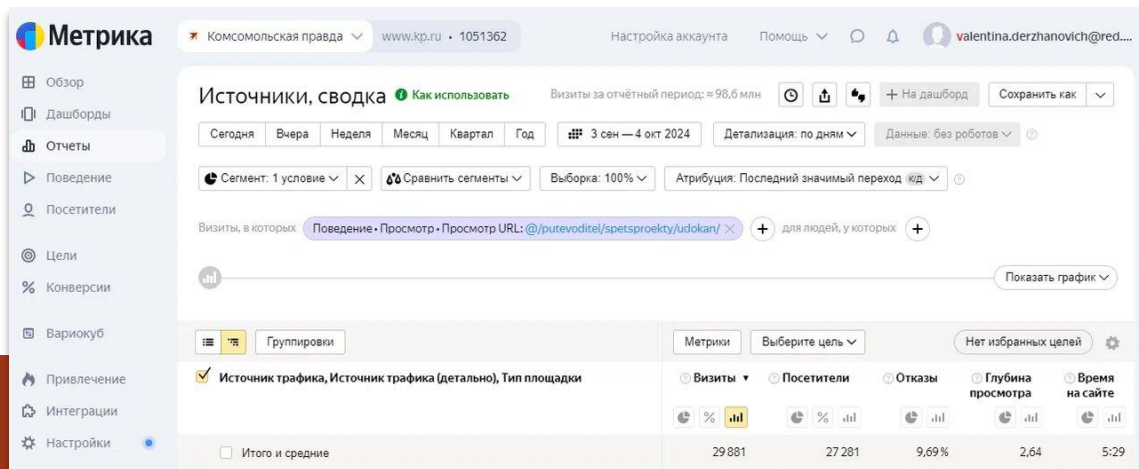 Метрика
Комсомольская правда
www.kp.ru • 1051362
Настройка аккаунта
Помощь
valentina.derzhanovich@red....
Обзор
Дашборды
Отчеты
Поведение
Посетители
Цели
Конверсии
Вариокуб
Привлечение
Интеграции
Настройки
Источники, сводка
Как использовать
Визиты за отчётный период: ≈ 98,6 млн
+ На дашборд
Сохранить как
Сегодня Вчера Неделя Месяц Квартал Год
3 сен — 4 окт 2024
Детализация: по дням
Данные: без роботов
Сегмент: 1 условие
Сравнить сегменты
Выборка: 100%
Атрибуция: Последний значимый переход к/д
Визиты, в которых
Поведение • Просмотр • Просмотр URL: @/putevoditel/spetsproekty/udokan/
для людей, у которых
Показать график
Группировки
Метрики
Выберите цель
Нет избранных целей
Источник трафика, Источник трафика (детально), Тип площадки
Визиты
Посетители
Отказы
Глубина
просмотра
Время
на сайте
Итого и средние 29 881 27 281 9,69 % 2,64 5:29